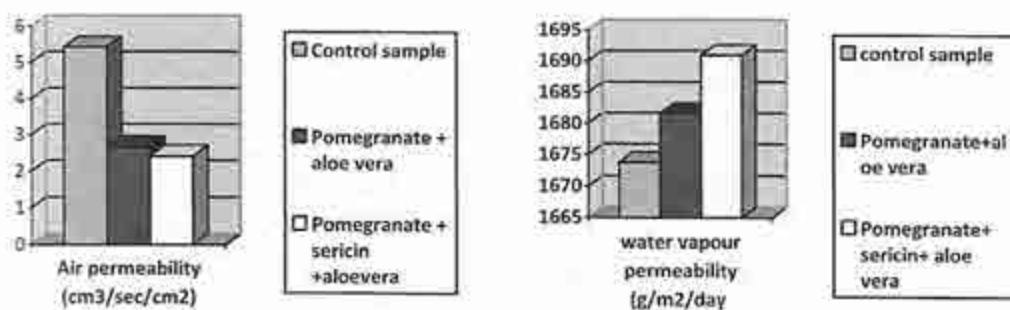 6
5
4
3
2
1
0
Air permeability
(cm3/sec/cm2)
Control sample
Pomegranate +
aloe vera
Pomegranate +
sericin
+aloevera
1695
1690
1685
1680
1675
1670
1665
water vapour
permeability
(g/m2/day
control sample
Pomegranate+al
oe vera
Pomegranate+
sericin+ aloe
vera